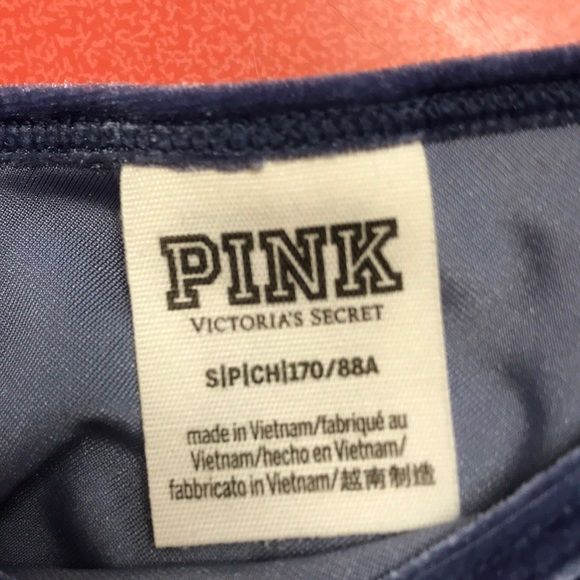 PINK
VICTORIA'S SECRET
S|P|CH|170/88A
made in Vietnam/fabriqué au
Vietnam/hecho en Vietnam/
fabbricato in Vietnam/越南制造